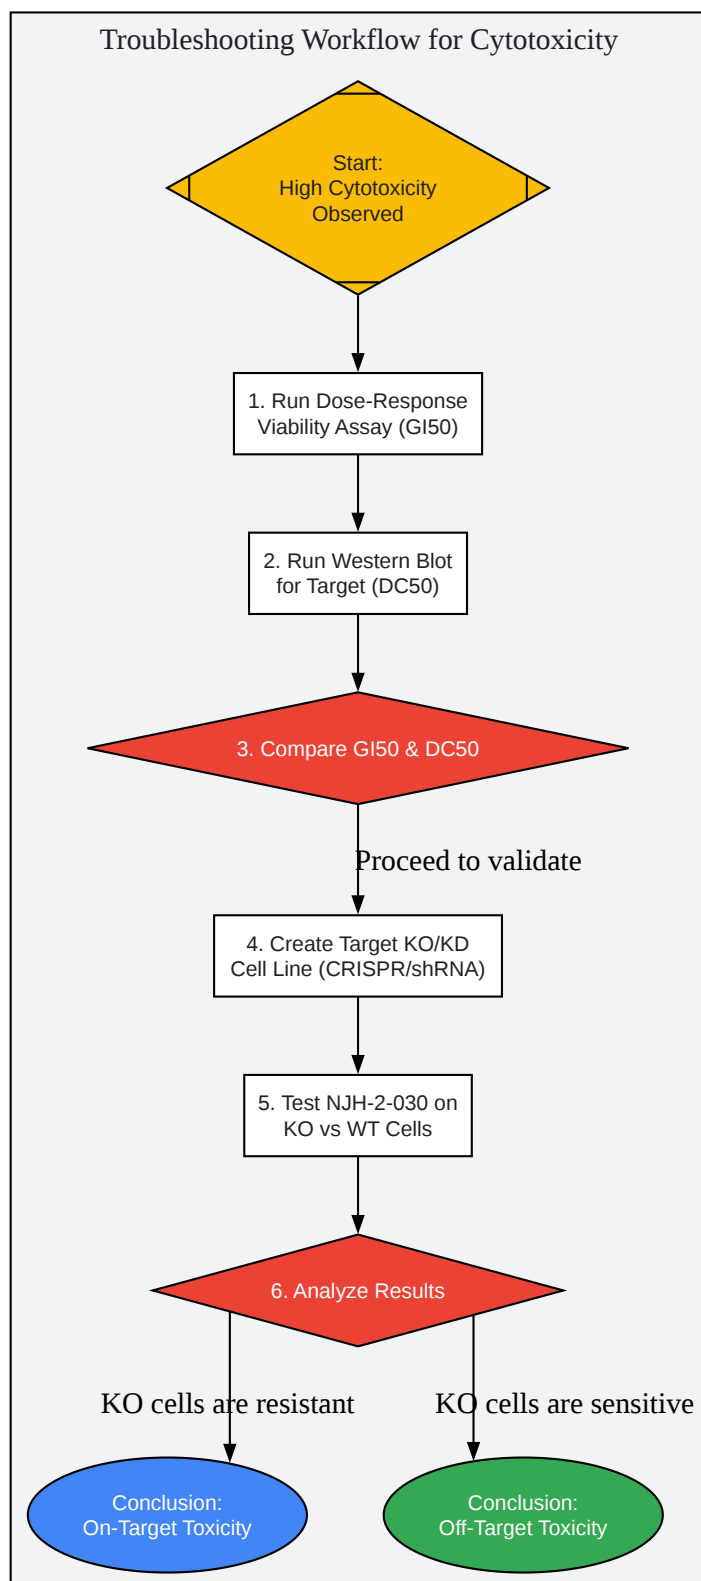 Troubleshooting Workflow for Cytotoxicity
Start:
High Cytotoxicity
Observed
1. Run Dose-Response
Viability Assay (GI50)
2. Run Western Blot
for Target (DC50)
3. Compare GI50 & DC50
Proceed to validate
4. Create Target KO/KD
Cell Line (CRISPR/shRNA)
5. Test NJH-2-030 on
KO vs WT Cells
6. Analyze Results
KO cells are resistant
KO cells are sensitive
Conclusion:
On-Target Toxicity
Conclusion:
Off-Target Toxicity